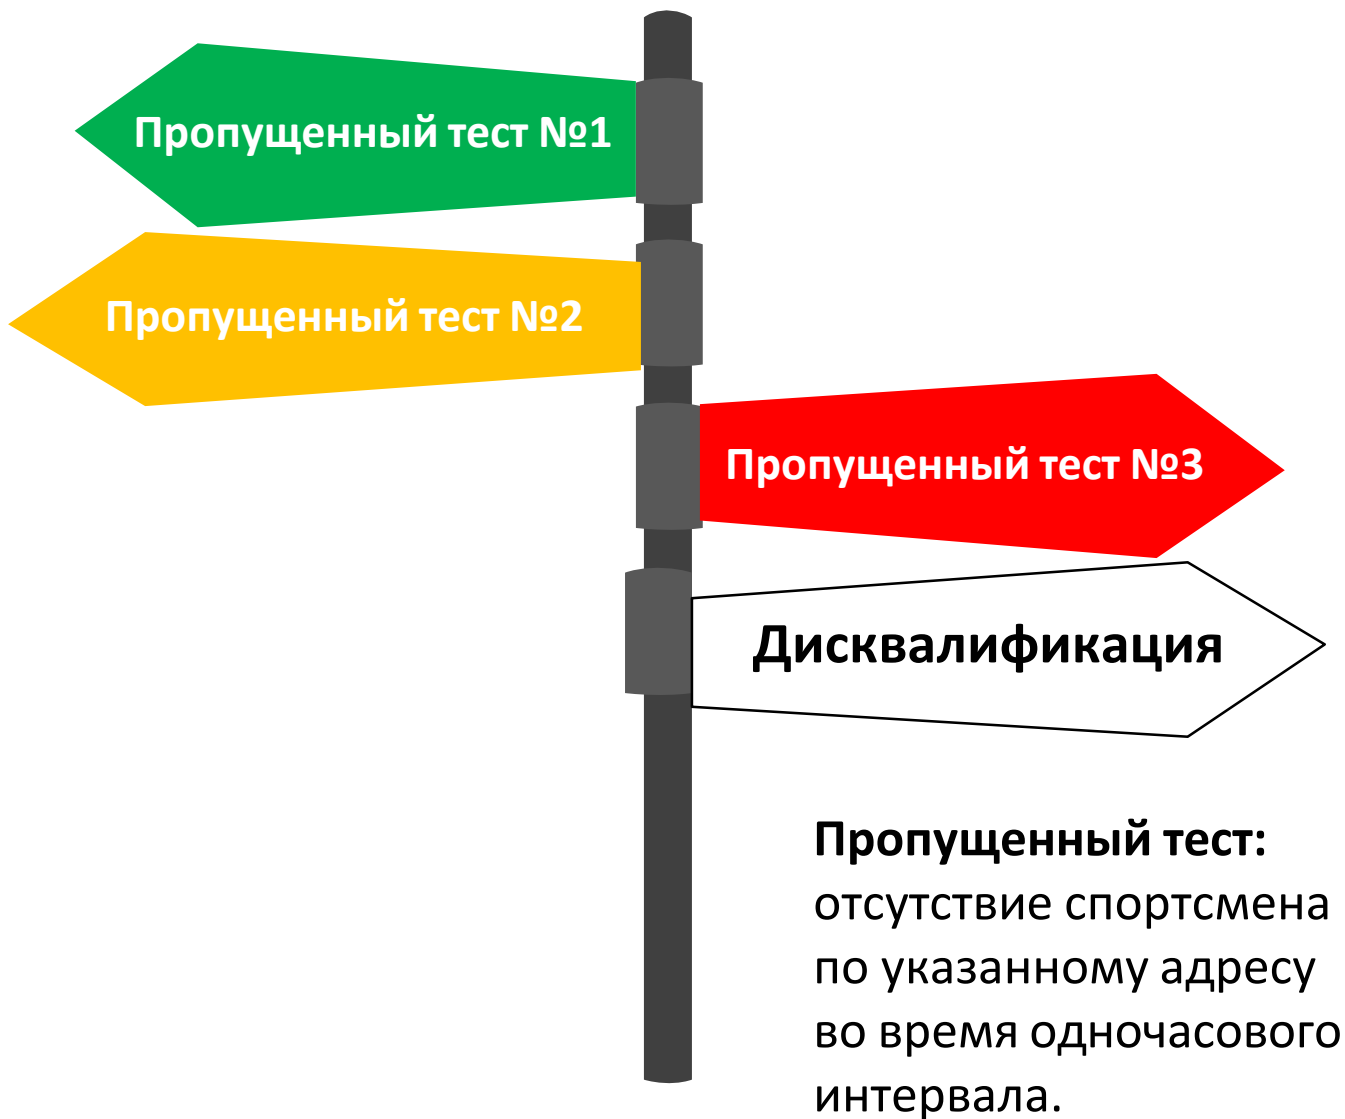 Пропущенный тест №1
Пропущенный тест №2
Пропущенный тест №3
Дисквалификация
Пропущенный тест:
отсутствие спортсмена
по указанному адресу
во время одночасового
интервала.